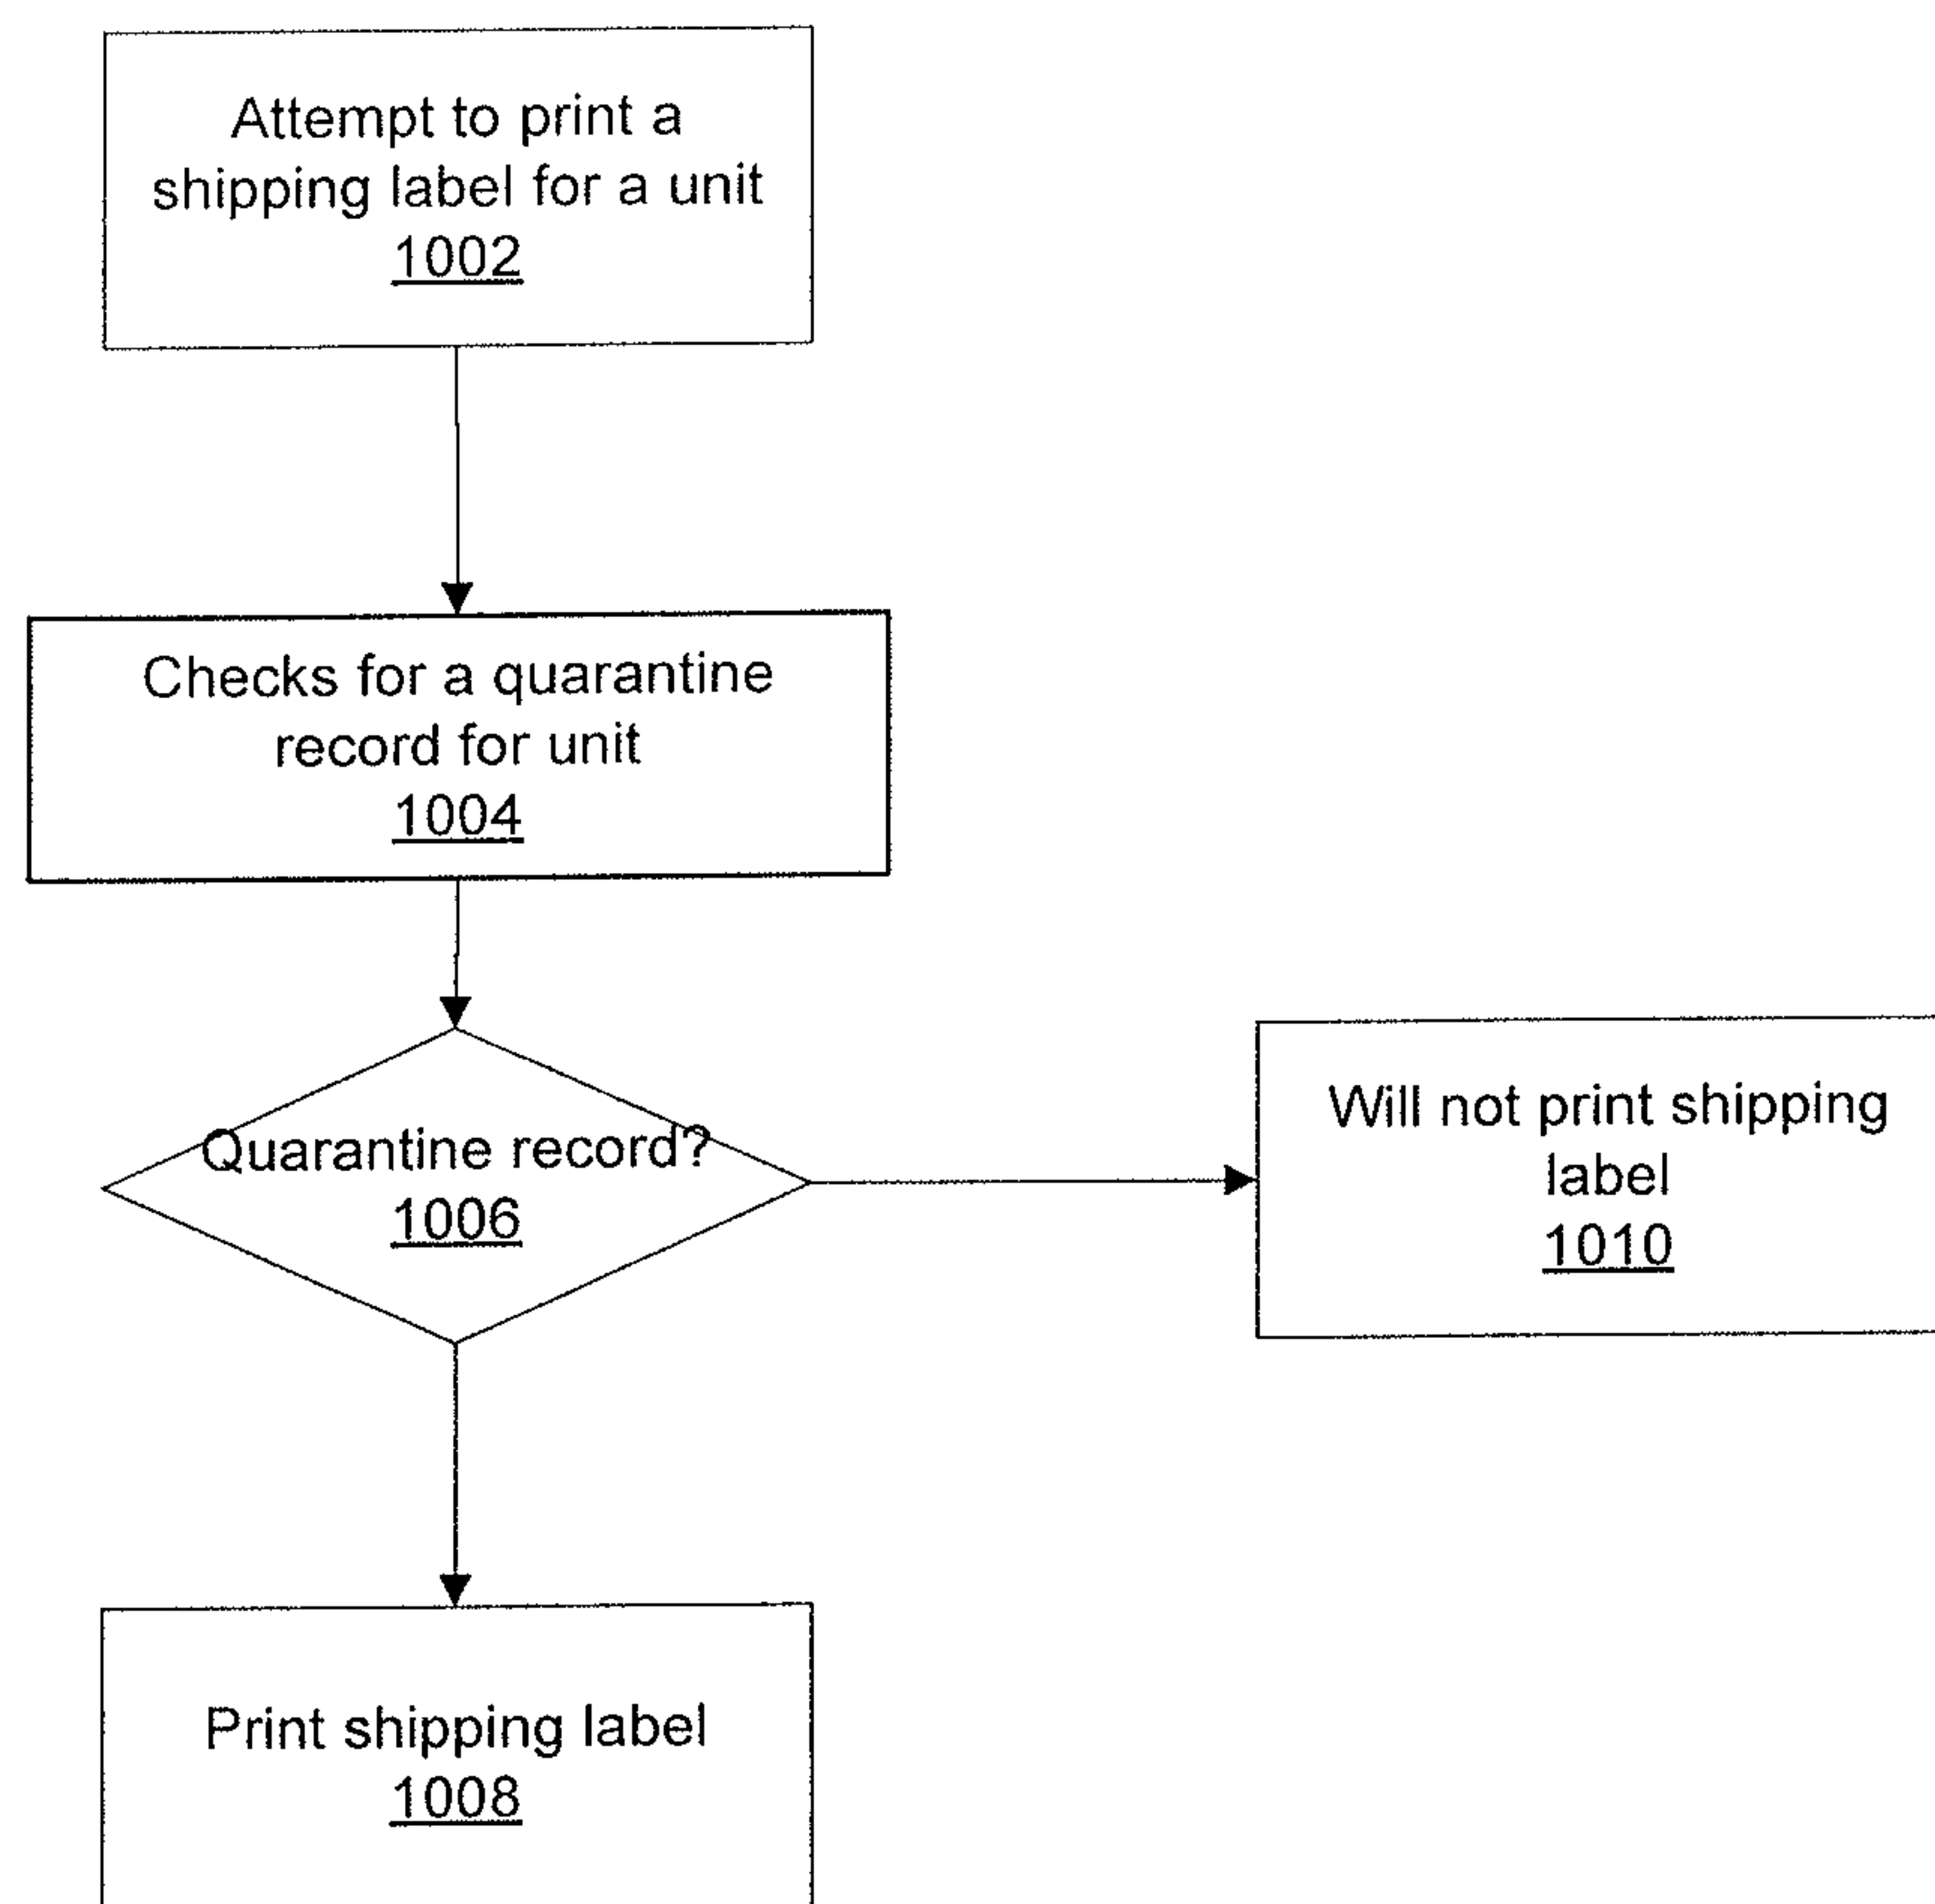 Attempt to print a
shipping label for a unit
1002
Checks for a quarantine
record for unit
1004
Quarantine record?
1006
Will not print shipping
label
1010
Print shipping label
1008